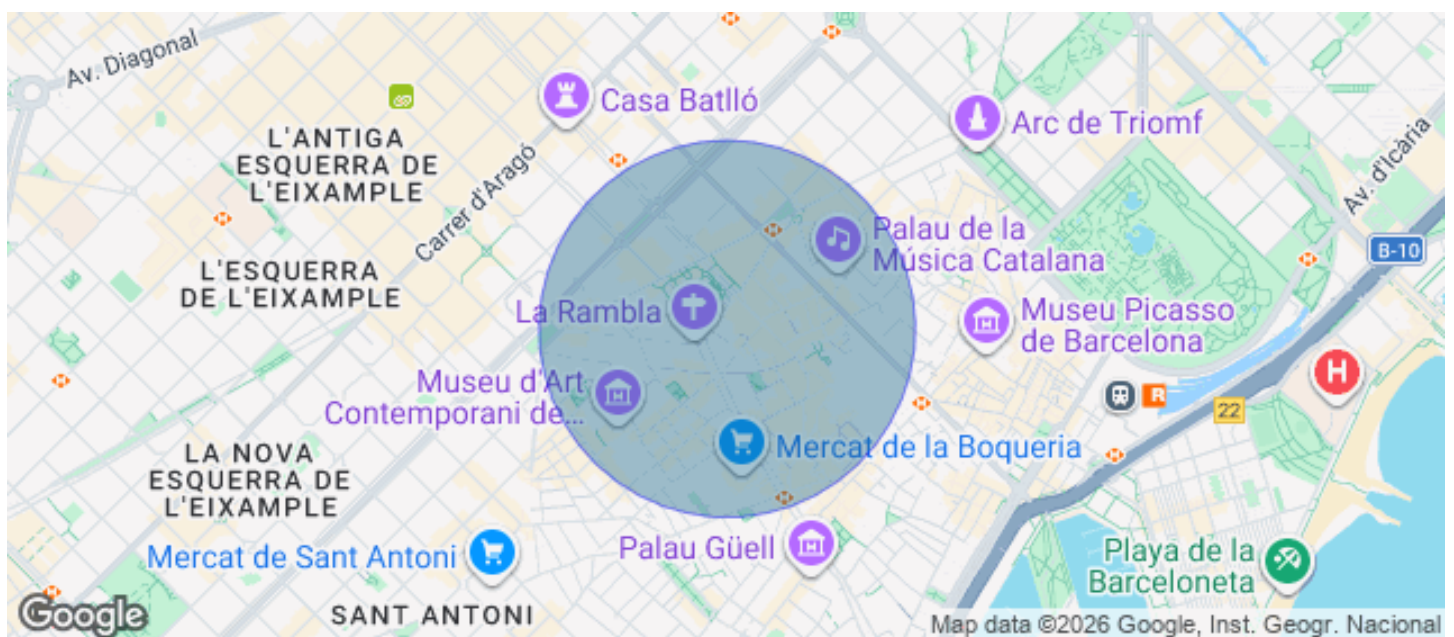 Av. Diagonal
Casa Batlló
Arc de Triomf
L'ANTIGA
ESQUERRA DE
L'EIXAMPLE
Carrer d'Aragó
Av. d'Icària
B-10
Palau de la
Música Catalana
L'ESQUERRA
DE L'EIXAMPLE
La Rambla
Museu Picasso
de Barcelona
Museu d'Art
Contemporani de...
H
R
22
Mercat de la Boqueria
LA NOVA
ESQUERRA DE
L'EIXAMPLE
Mercat de Sant Antoni
Palau Güell
Playa de la
Barceloneta
SANT ANTONI
Google
Map data ©2026 Google, Inst. Geogr. Nacional